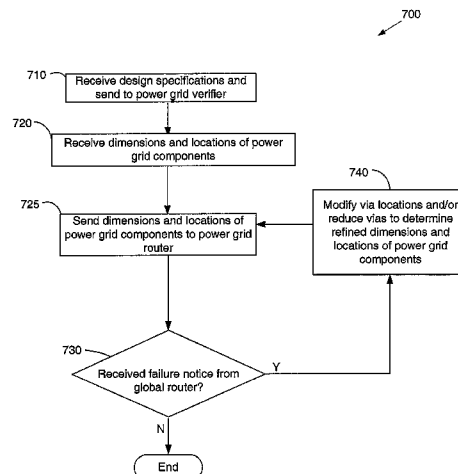 700
710
Receive design specifications and
send to power grid verifier
720
Receive dimensions and locations of power
grid components
725
Send dimensions and locations of
power grid components to power grid
router
740
Modify via locations and/or
reduce vias to determine
refined dimensions and
locations of power grid
components
730
Received failure notice from
global router?
Y
N
End